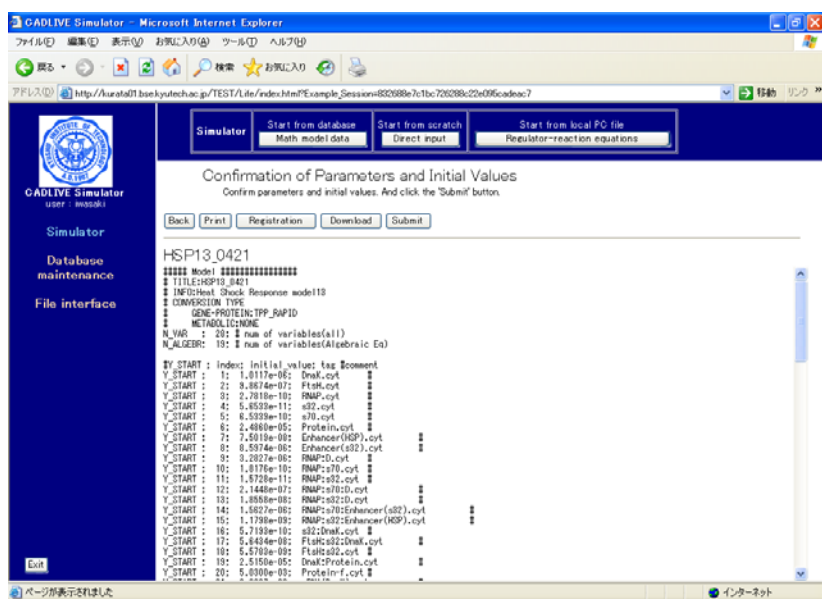 CADLIVE Simulator - Microsoft Internet Explorer
ファイル(F) 編集(E) 表示(V) お気に入り(A) ツール(T) ヘルプ(H)
戻る 検索 お気に入り
アドレス(D) http://kurata01.bse.kyutech.ac.jp/TEST/Life/index.html?Example_Session=832688e7c1bc726288c22e095cadeac7 移動 リンク »
Simulator
Start from database
Math model data
Start from scratch
Direct input
Start from local PC file
Regulator-reaction equations
CADLIVE Simulator
user : iwasaki
Simulator
Database
maintenance
File interface
Exit
Confirmation of Parameters and Initial Values
Confirm parameters and initial values. And click the 'Submit' button.
Back Print Registration Download Submit
HSP13_0421
##### Model ################
# TITLE:HSP13_0421
# INFO:Heat Shock Response model13
# CONVERSION TYPE
# GENE-PROTEIN:TPP_RAPID
# METABOLIC:NONE
N_VAR : 20: # num of variables(all)
N_ALGEBR: 19: # num of variables(Algebraic Eq)
#Y_START : index: initial_value: tag #comment
Y_START : 1: 1.0117e-06: DnaK.cyt #
Y_START : 2: 9.8674e-07: FtsH.cyt #
Y_START : 3: 2.7818e-10: RNAP.cyt #
Y_START : 4: 5.6533e-11: s32.cyt #
Y_START : 5: 6.5339e-10: s70.cyt #
Y_START : 6: 2.4860e-05: Protein.cyt #
Y_START : 7: 7.5019e-08: Enhancer(HSP).cyt #
Y_START : 8: 8.5974e-06: Enhancer(s32).cyt #
Y_START : 9: 3.2827e-06: RNAP:D.cyt #
Y_START : 10: 1.8176e-10: RNAP:s70.cyt #
Y_START : 11: 1.5728e-11: RNAP:s32.cyt #
Y_START : 12: 2.1448e-07: RNAP:s70:D.cyt #
Y_START : 13: 1.8558e-08: RNAP:s32:D.cyt #
Y_START : 14: 1.5627e-06: RNAP:s70:Enhancer(s32).cyt #
Y_START : 15: 1.1798e-09: RNAP:s32:Enhancer(HSP).cyt #
Y_START : 16: 5.7193e-10: s32:DnaK.cyt #
Y_START : 17: 5.6434e-08: FtsH:s32:DnaK.cyt #
Y_START : 18: 5.5783e-09: FtsH:s32.cyt #
Y_START : 19: 2.5150e-05: DnaK:Protein.cyt #
Y_START : 20: 5.0300e-03: Protein-f.cyt #
ページが表示されました インターネット